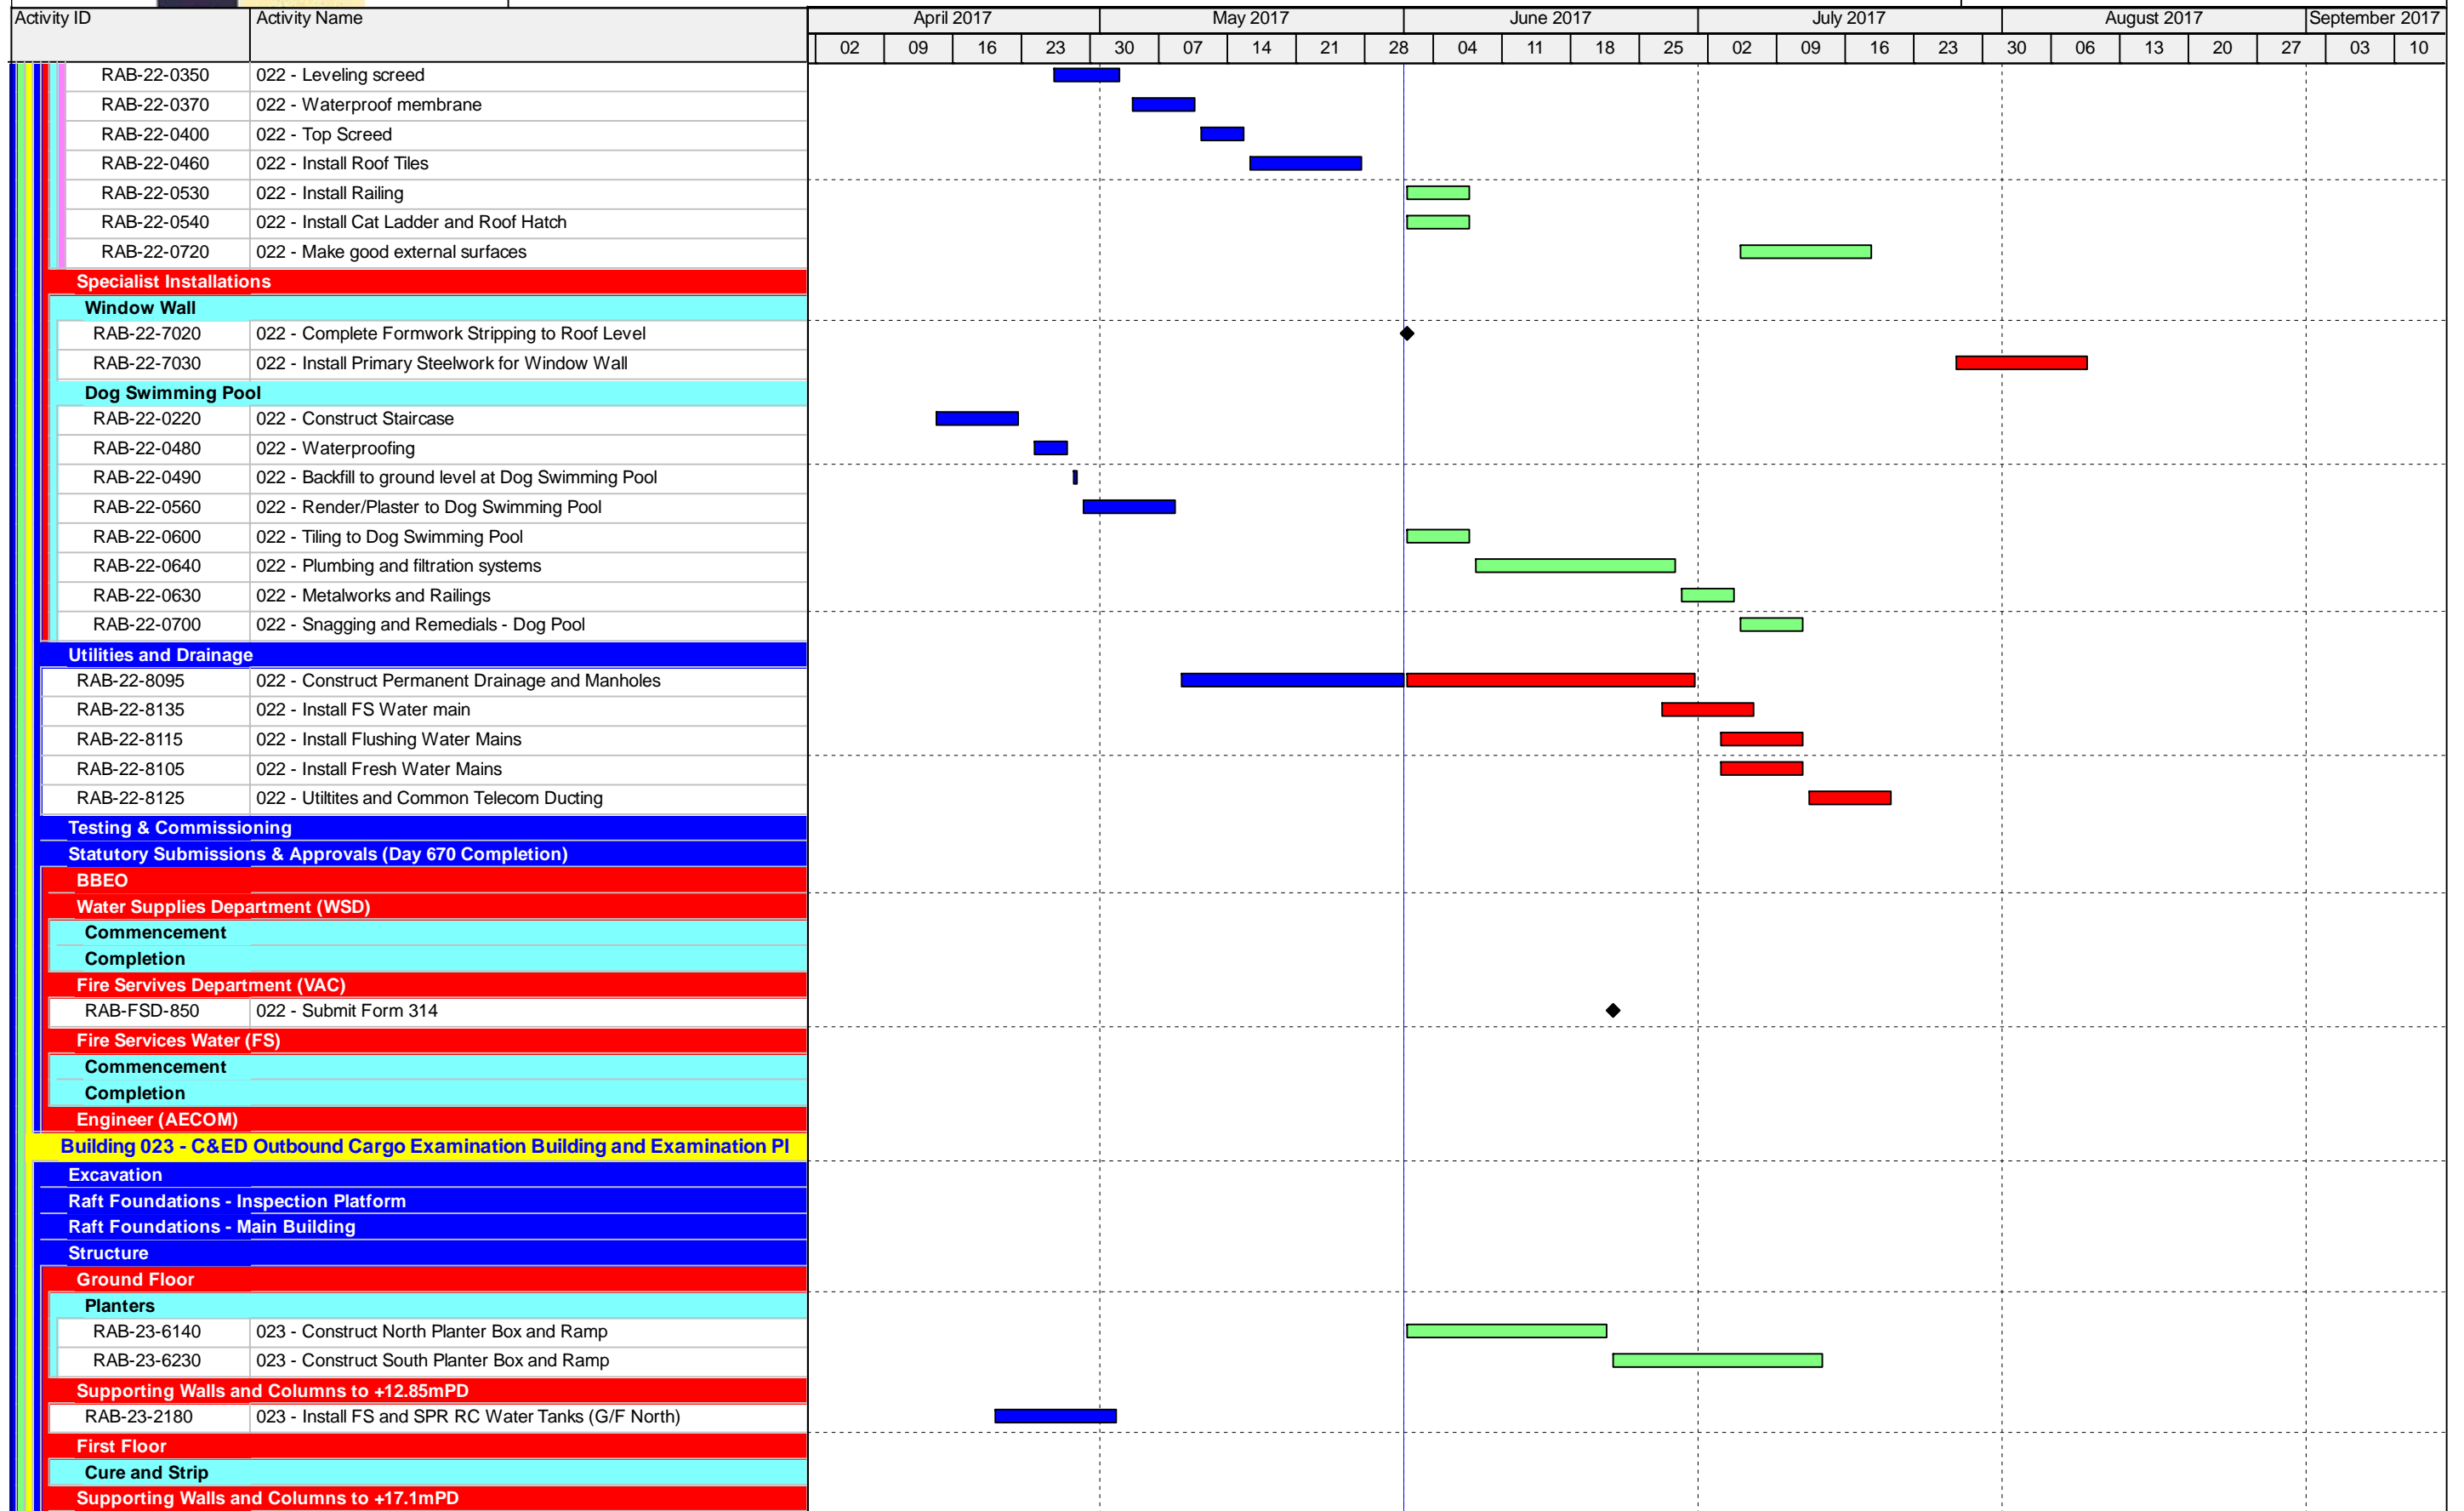 Activity ID Activity Name April 2017 May 2017 June 2017 July 2017 August 2017 September 2017
02 09 16 23 30 07 14 21 28 04 11 18 25 02 09 16 23 30 06 13 20 27 03 10
RAB-22-0350 022 - Leveling screed
RAB-22-0370 022 - Waterproof membrane
RAB-22-0400 022 - Top Screed
RAB-22-0460 022 - Install Roof Tiles
RAB-22-0530 022 - Install Railing
RAB-22-0540 022 - Install Cat Ladder and Roof Hatch
RAB-22-0720 022 - Make good external surfaces
Specialist Installations
Window Wall
RAB-22-7020 022 - Complete Formwork Stripping to Roof Level
RAB-22-7030 022 - Install Primary Steelwork for Window Wall
Dog Swimming Pool
RAB-22-0220 022 - Construct Staircase
RAB-22-0480 022 - Waterproofing
RAB-22-0490 022 - Backfill to ground level at Dog Swimming Pool
RAB-22-0560 022 - Render/Plaster to Dog Swimming Pool
RAB-22-0600 022 - Tiling to Dog Swimming Pool
RAB-22-0640 022 - Plumbing and filtration systems
RAB-22-0630 022 - Metalworks and Railings
RAB-22-0700 022 - Snagging and Remedials - Dog Pool
Utilities and Drainage
RAB-22-8095 022 - Construct Permanent Drainage and Manholes
RAB-22-8135 022 - Install FS Water main
RAB-22-8115 022 - Install Flushing Water Mains
RAB-22-8105 022 - Install Fresh Water Mains
RAB-22-8125 022 - Utiltites and Common Telecom Ducting
Testing & Commissioning
Statutory Submissions & Approvals (Day 670 Completion)
BBEO
Water Supplies Department (WSD)
Commencement
Completion
Fire Servives Department (VAC)
RAB-FSD-850 022 - Submit Form 314
Fire Services Water (FS)
Commencement
Completion
Engineer (AECOM)
Building 023 - C&ED Outbound Cargo Examination Building and Examination Pl
Excavation
Raft Foundations - Inspection Platform
Raft Foundations - Main Building
Structure
Ground Floor
Planters
RAB-23-6140 023 - Construct North Planter Box and Ramp
RAB-23-6230 023 - Construct South Planter Box and Ramp
Supporting Walls and Columns to +12.85mPD
RAB-23-2180 023 - Install FS and SPR RC Water Tanks (G/F North)
First Floor
Cure and Strip
Supporting Walls and Columns to +17.1mPD